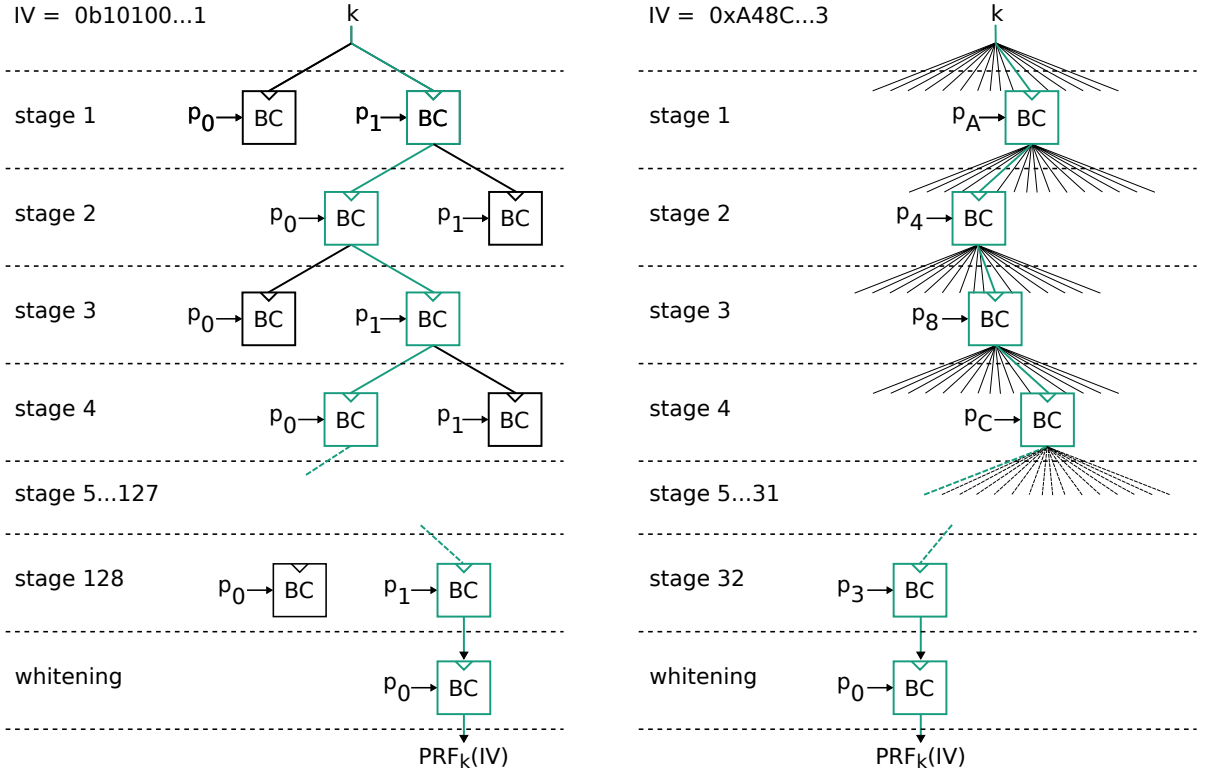 IV = 0b10100...1
k
stage 1
p0
BC
p1
BC
stage 2
p0
BC
p1
BC
stage 3
p0
BC
p1
BC
stage 4
p0
BC
p1
BC
stage 5...127
stage 128
p0
BC
p1
BC
whitening
p0
BC
PRFk(IV)
IV = 0xA48C...3
k
stage 1
pA
BC
stage 2
p4
BC
stage 3
p8
BC
stage 4
pC
BC
stage 5...31
stage 32
p3
BC
whitening
p0
BC
PRFk(IV)